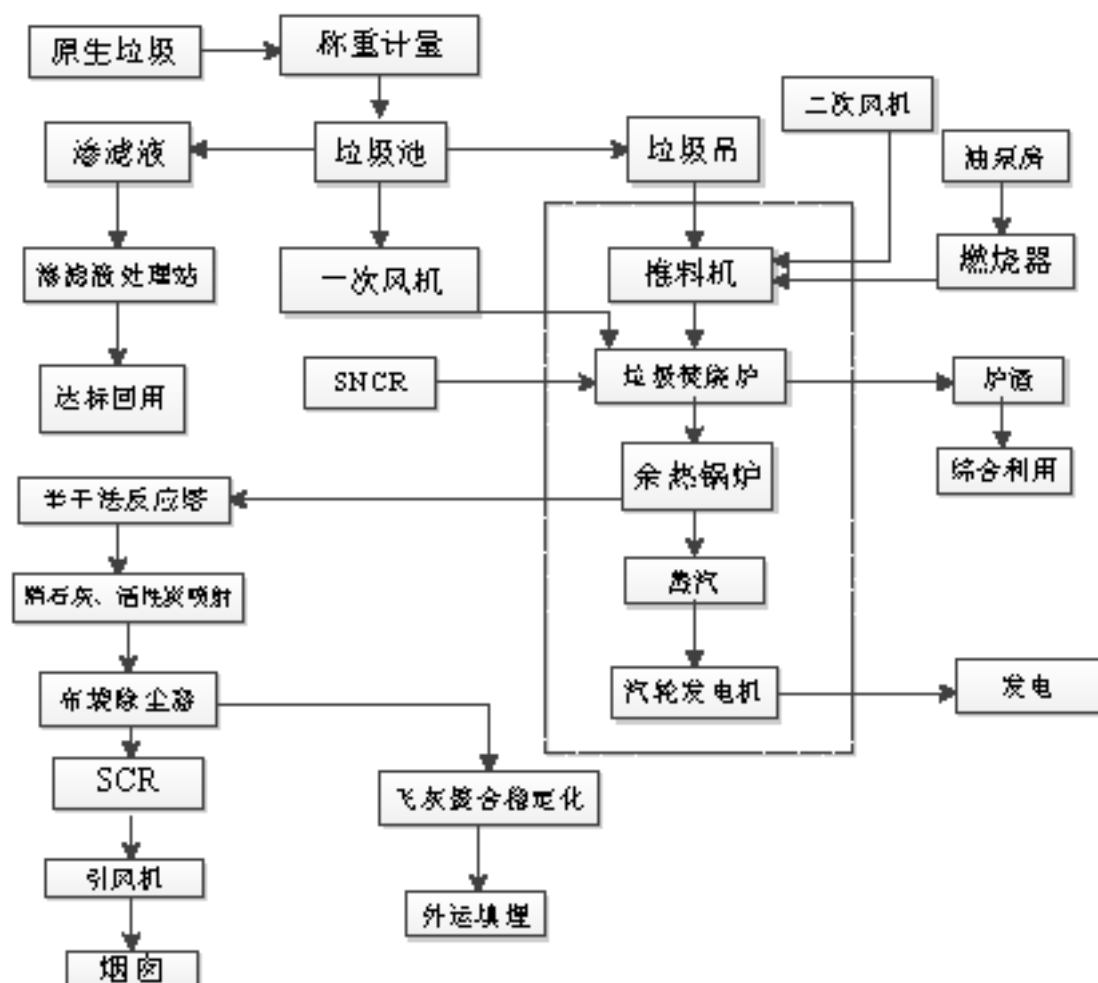 原生垃圾
称重计量
二次风机
渗滤液
垃圾池
垃圾吊
油泵房
渗滤液处理站
一次风机
推料机
燃烧器
达标回用
SNCR
垃圾焚烧炉
炉渣
综合利用
半干法反应塔
余热锅炉
蒸汽
消石灰、活性炭喷射
布袋除尘器
汽轮发电机
发电
SCR
飞灰螯合稳定化
引风机
外运填埋
烟囱